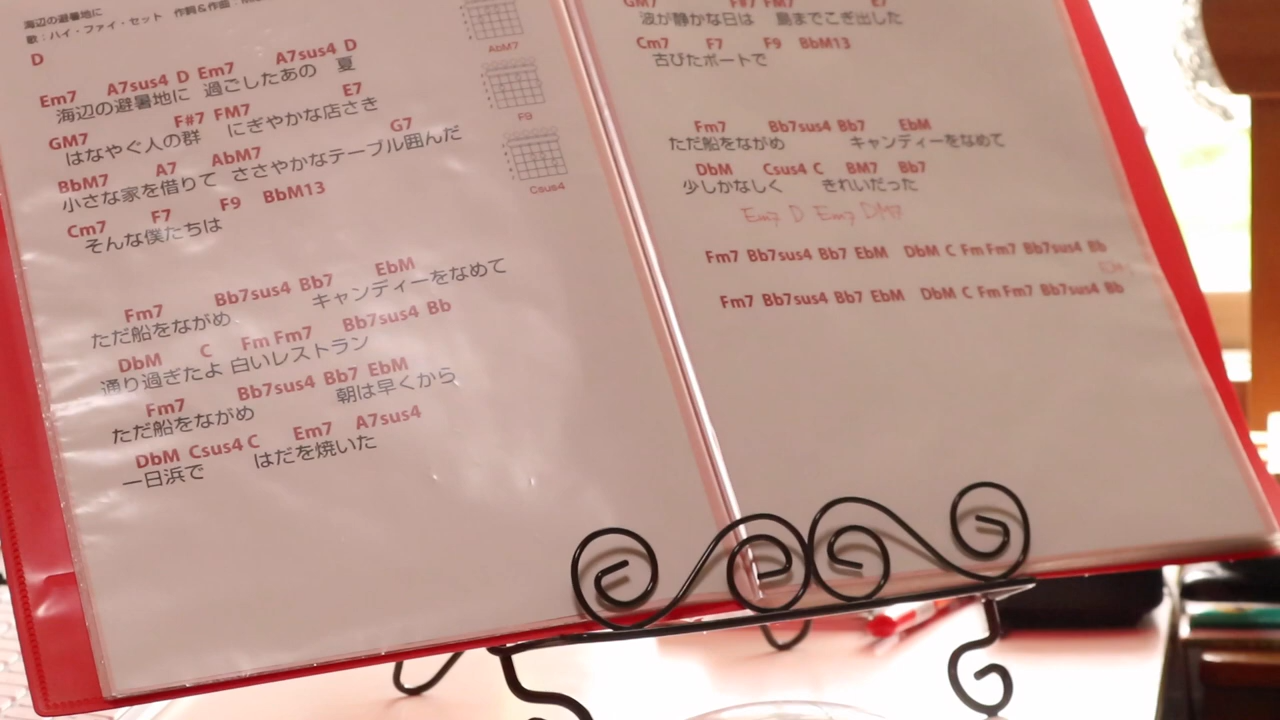 海辺の避暑地に 作詞&作曲:
歌:ハイ・ファイ・セット
D
Em7 A7sus4 D Em7 A7sus4 D
海辺の避暑地に 過ごしたあの 夏
GM7 F#7 FM7 E7
はなやぐ人の群 にぎやかな店さき
BbM7 A7 AbM7 G7
小さな家を借りて ささやかなテーブル囲んだ
Cm7 F7 F9 BbM13
そんな僕たちは
Fm7 Bb7sus4 Bb7 EbM
ただ船をながめ キャンディーをなめて
DbM C Fm Fm7 Bb7sus4 Bb
通り過ぎたよ 白いレストラン
Fm7 Bb7sus4 Bb7 EbM
ただ船をながめ 朝は早くから
DbM Csus4 C Em7 A7sus4
一日浜で はだを焼いた
AbM7
F9
Csus4
GM7 F#7 FM7 E7
波が静かな日は 島までこぎ出した
Cm7 F7 F9 BbM13
古びたボートで
Fm7 Bb7sus4 Bb7 EbM
ただ船をながめ キャンディーをなめて
DbM Csus4 C BM7 Bb7
少しかなしく きれいだった
Em7 D Em7 DM7
Fm7 Bb7sus4 Bb7 EbM DbM C Fm Fm7 Bb7sus4 Bb
Fm7 Bb7sus4 Bb7 EbM DbM C Fm Fm7 Bb7sus4 Bb